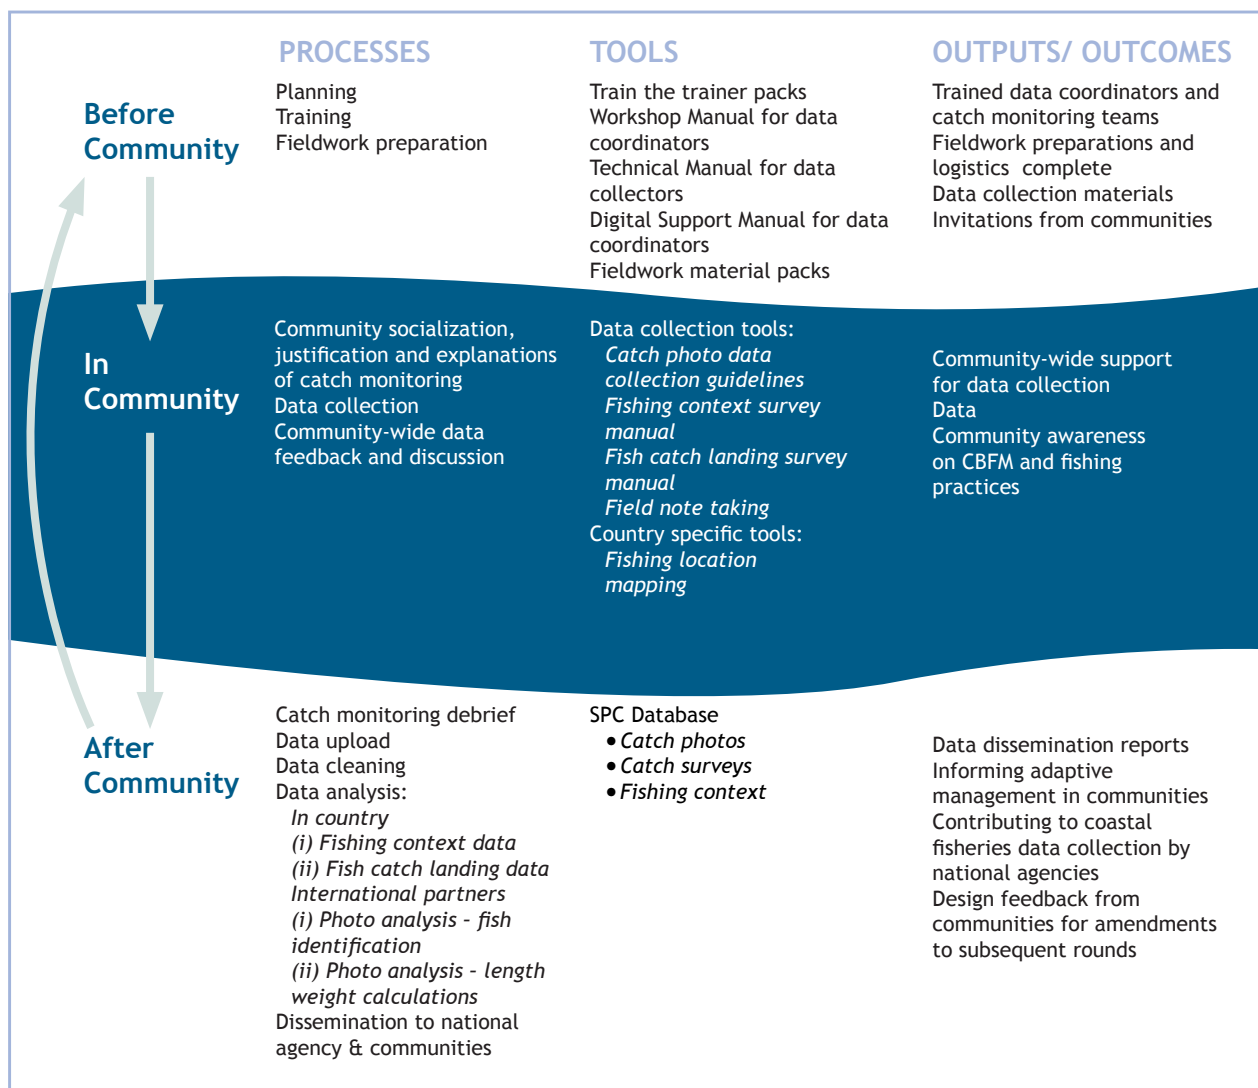 PROCESSES
TOOLS
OUTPUTS/ OUTCOMES
Before
Community
Planning
Training
Fieldwork preparation
Train the trainer packs
Workshop Manual for data
coordinators
Technical Manual for data
collectors
Digital Support Manual for data
coordinators
Fieldwork material packs
Trained data coordinators and
catch monitoring teams
Fieldwork preparations and
logistics complete
Data collection materials
Invitations from communities
In
Community
Community socialization,
justification and explanations
of catch monitoring
Data collection
Community-wide data
feedback and discussion
Data collection tools:
Catch photo data
collection guidelines
Fishing context survey
manual
Fish catch landing survey
manual
Field note taking
Country specific tools:
Fishing location
mapping
Community-wide support
for data collection
Data
Community awareness
on CBFM and fishing
practices
After
Community
Catch monitoring debrief
Data upload
Data cleaning
Data analysis:
In country
(i) Fishing context data
(ii) Fish catch landing data
International partners
(i) Photo analysis – fish
identification
(ii) Photo analysis – length
weight calculations
Dissemination to national
agency & communities
SPC Database
• Catch photos
• Catch surveys
• Fishing context
Data dissemination reports
Informing adaptive
management in communities
Contributing to coastal
fisheries data collection by
national agencies
Design feedback from
communities for amendments
to subsequent rounds